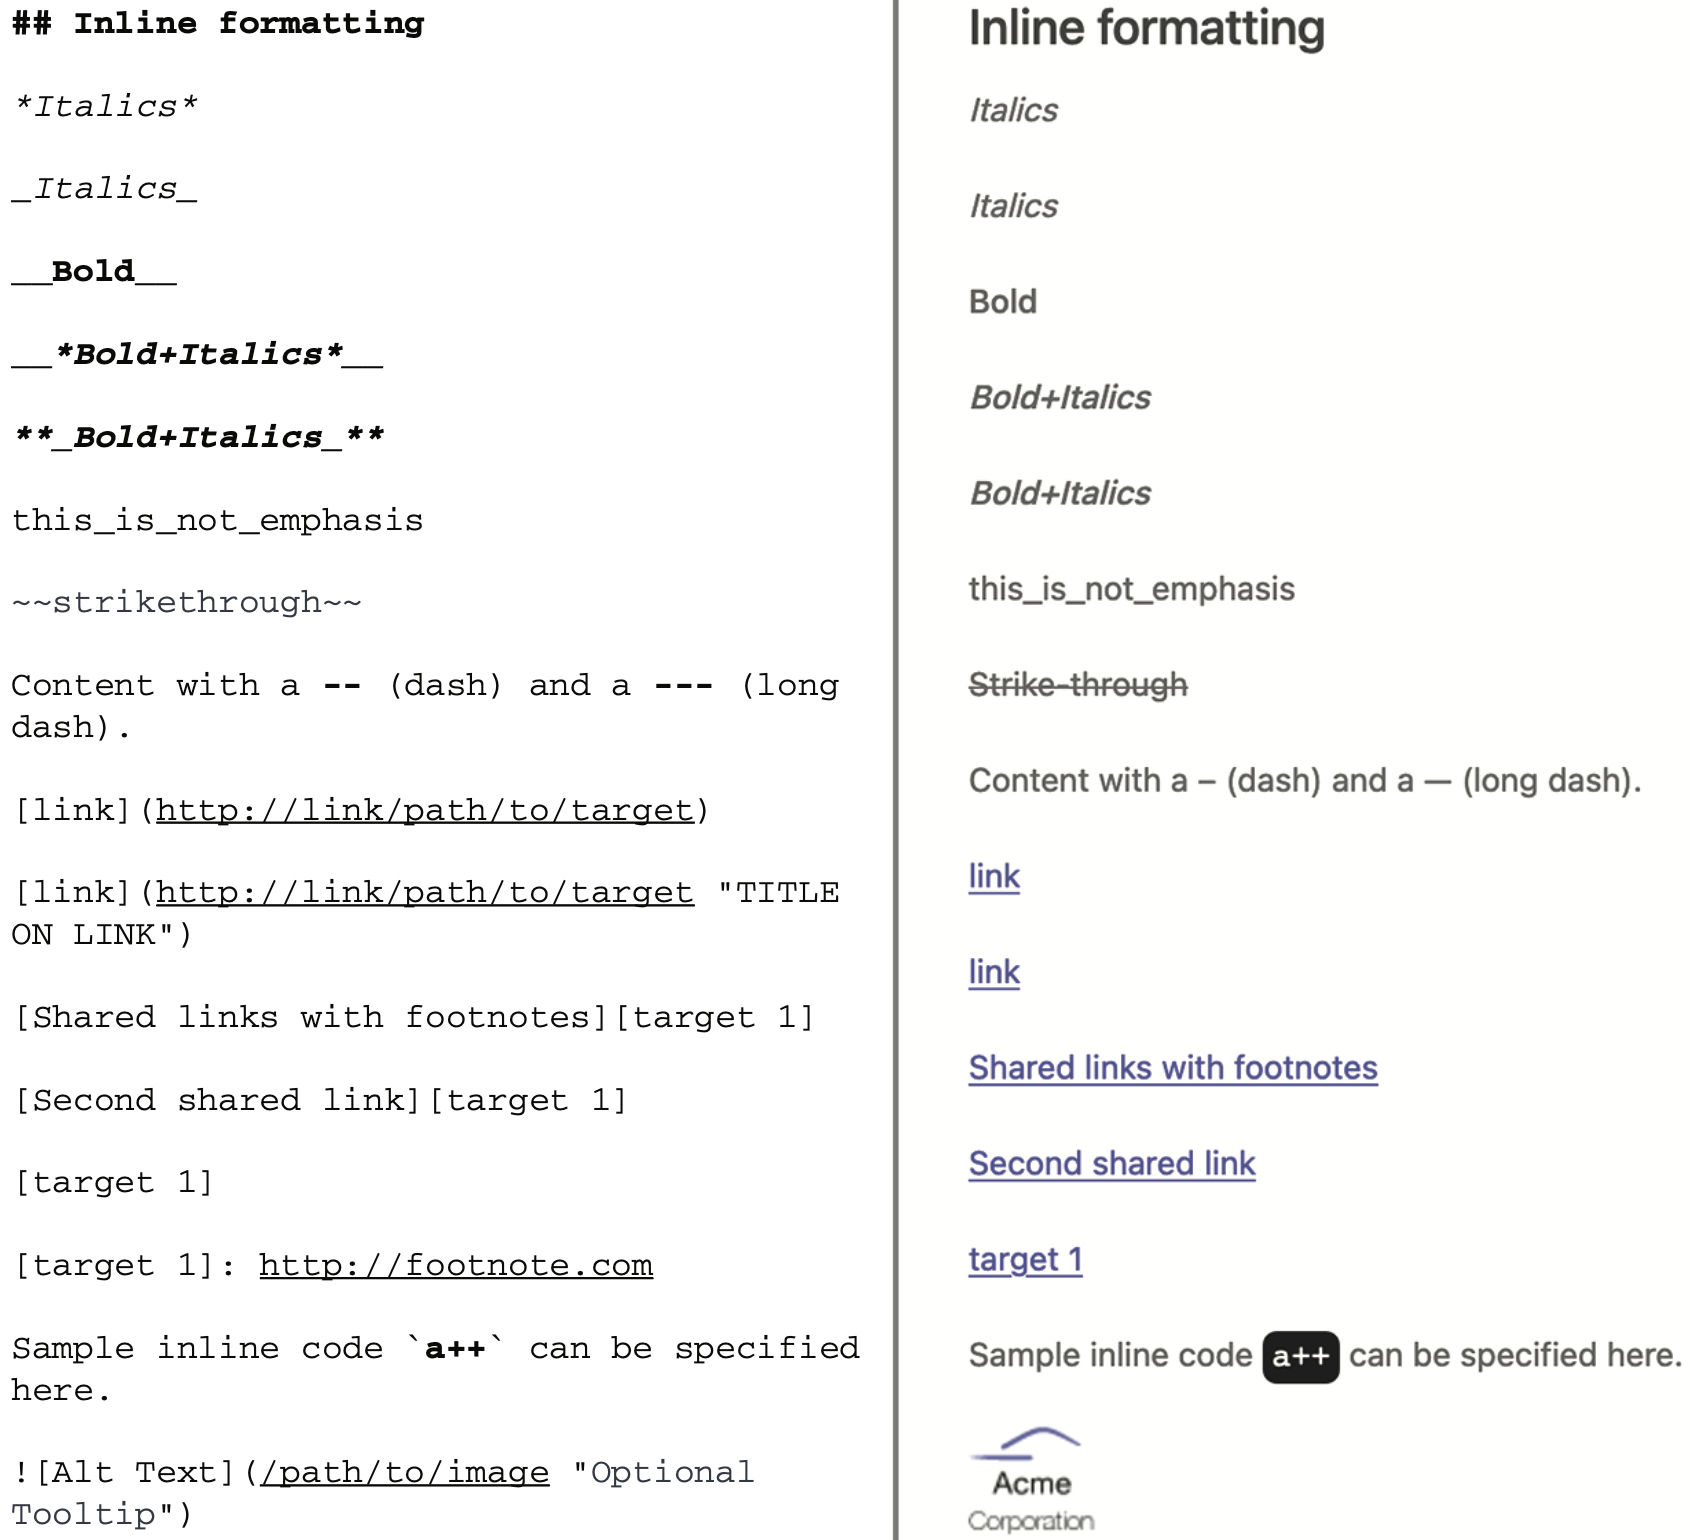 ## Inline formatting
*Italics*
_Italics_
__Bold__
__*Bold+Italics*__
**_Bold+Italics_**
this_is_not_emphasis
~~strikethrough~~
Content with a -- (dash) and a --- (long
dash).
[link](http://link/path/to/target)
[link](http://link/path/to/target "TITLE
ON LINK")
[Shared links with footnotes][target 1]
[Second shared link][target 1]
[target 1]
[target 1]: http://footnote.com
Sample inline code `a++` can be specified
here.
![Alt Text](/path/to/image "Optional
Tooltip")
Inline formatting
Italics
Italics
Bold
Bold+Italics
Bold+Italics
this_is_not_emphasis
Strike-through
Content with a – (dash) and a — (long dash).
link
link
Shared links with footnotes
Second shared link
target 1
Sample inline code a++ can be specified here.
Acme
Corporation